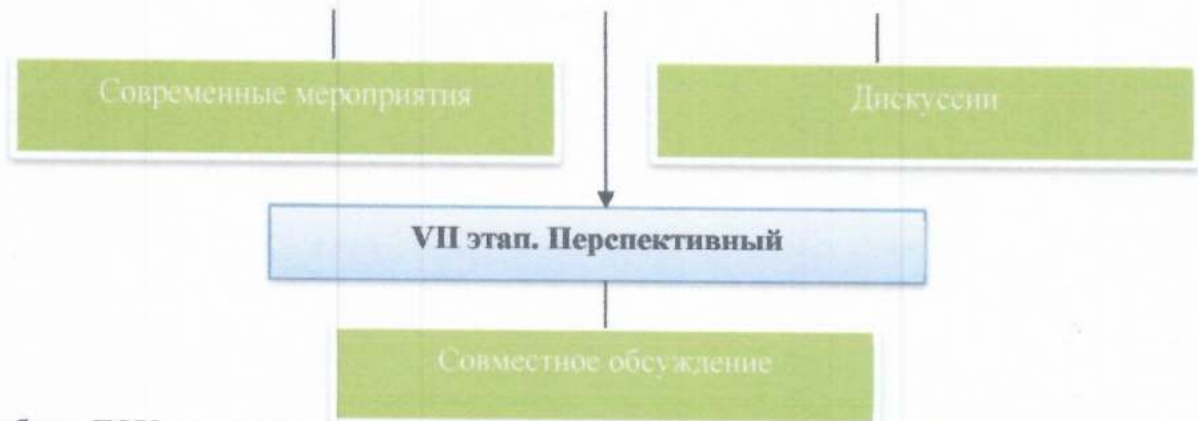 Современные мероприятия
Дискуссии
VII этап. Перспективный
Совместное обсуждение